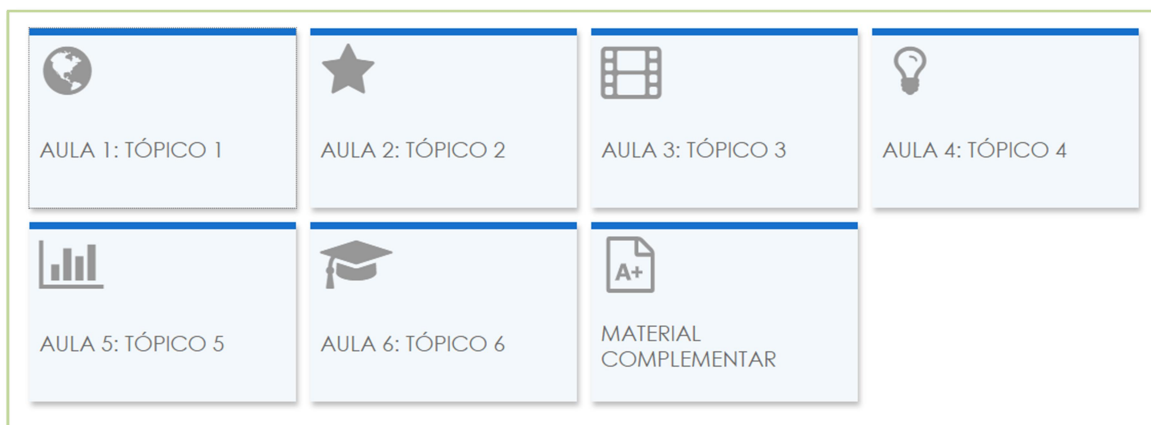 AULA 1: TÓPICO 1
AULA 2: TÓPICO 2
AULA 3: TÓPICO 3
AULA 4: TÓPICO 4
AULA 5: TÓPICO 5
AULA 6: TÓPICO 6
A+
MATERIAL
COMPLEMENTAR